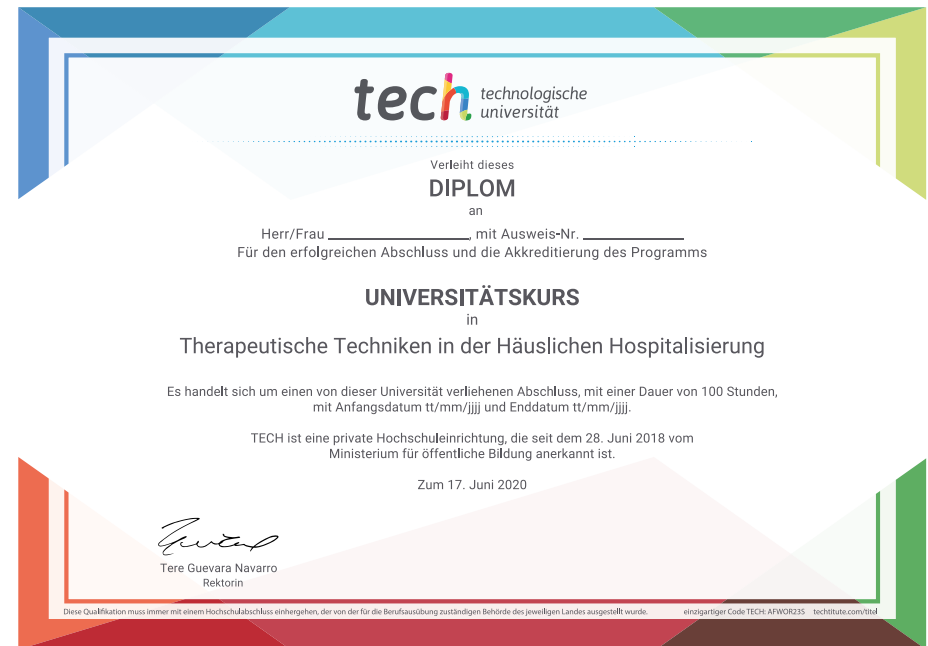 tech technologische
universität
Verleiht dieses
DIPLOM
an
Herr/Frau ____________________, mit Ausweis-Nr. ______________
Für den erfolgreichen Abschluss und die Akkreditierung des Programms
UNIVERSITÄTSKURS
in
Therapeutische Techniken in der Häuslichen Hospitalisierung
Es handelt sich um einen von dieser Universität verliehenen Abschluss, mit einer Dauer von 100 Stunden,
mit Anfangsdatum tt/mm/jjjj und Enddatum tt/mm/jjjj.
TECH ist eine private Hochschuleinrichtung, die seit dem 28. Juni 2018 vom
Ministerium für öffentliche Bildung anerkannt ist.
Zum 17. Juni 2020
Tere Guevara Navarro
Rektorin
Diese Qualifikation muss immer mit einem Hochschulabschluss einhergehen, der von der für die Berufsausübung zuständigen Behörde des jeweiligen Landes ausgestellt wurde. einzigartiger Code TECH: AFWOR23S techtitute.com/titel